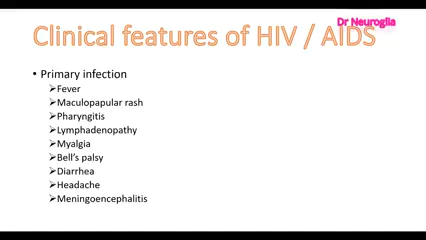 Dr Neuroglia
Clinical features of HIV / AIDS
• Primary infection
➢Fever
➢Maculopapular rash
➢Pharyngitis
➢Lymphadenopathy
➢Myalgia
➢Bell's palsy
➢Diarrhea
➢Headache
➢Meningoencephalitis